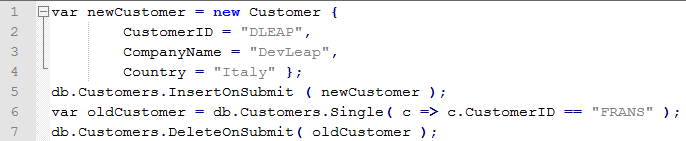 1 var newCustomer = new Customer {
2 CustomerID = "DLEAP",
3 CompanyName = "DevLeap",
4 Country = "Italy" };
5 db.Customers.InsertOnSubmit ( newCustomer );
6 var oldCustomer = db.Customers.Single( c => c.CustomerID == "FRANS" );
7 db.Customers.DeleteOnSubmit( oldCustomer );